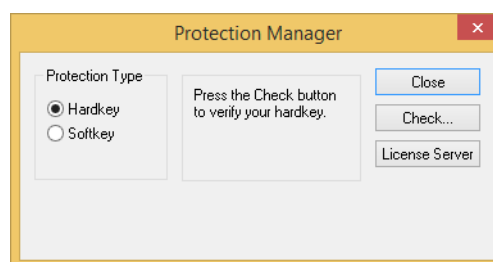 Protection Manager
Protection Type
Hardkey
Softkey
Press the Check button
to verify your hardkey.
Close
Check...
License Server